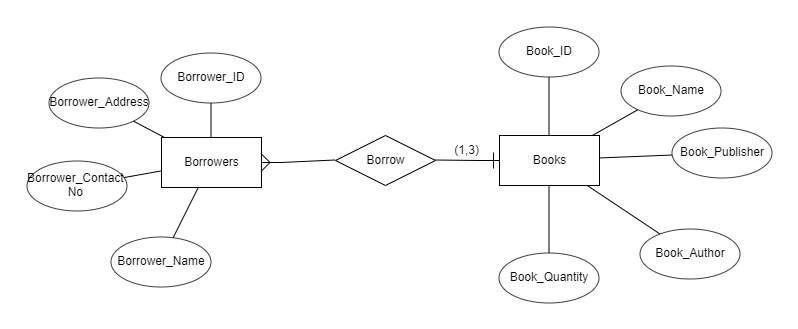 Book_ID
Borrower_ID
Book_Name
Borrower_Address
(1,3)
Book_Publisher
Borrowers
Borrow
Books
Borrower_Contact
No
Book_Author
Borrower_Name
Book_Quantity